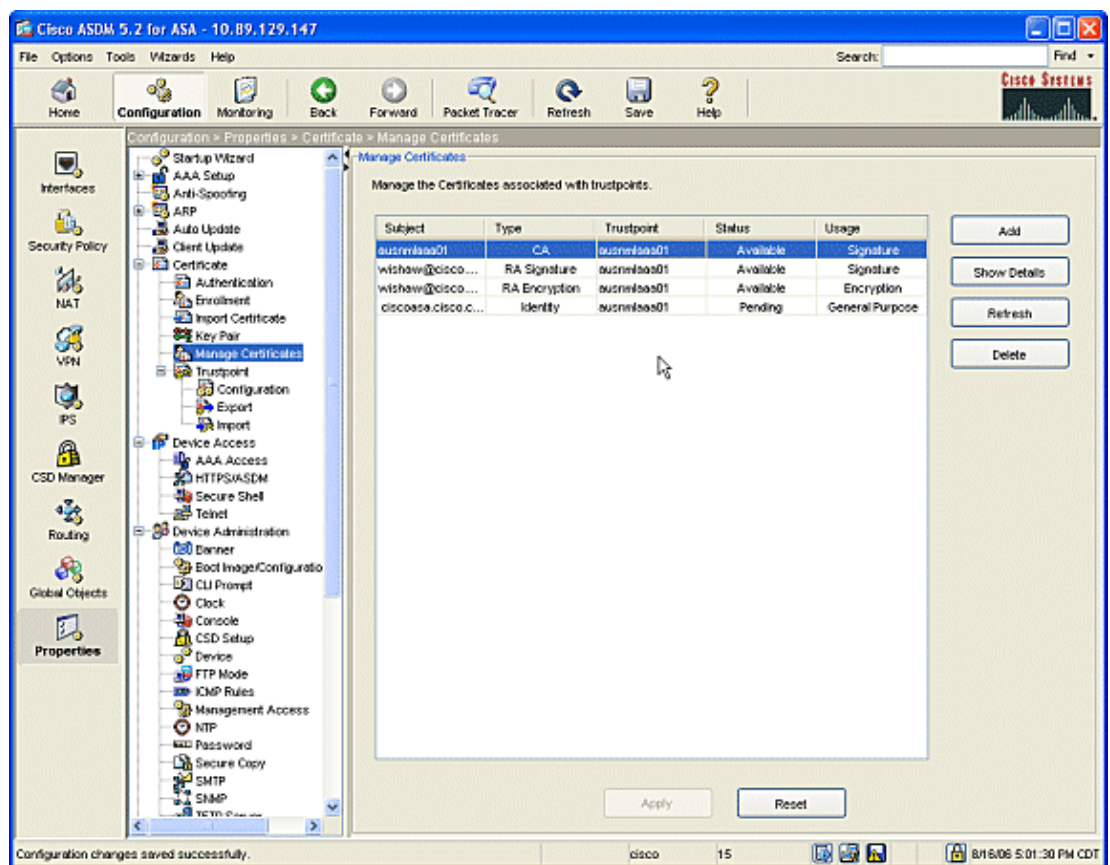 Cisco ASDM 5.2 for ASA - 10.89.129.147
File Options Tools Wizards Help Search: Find
Home Configuration Monitoring Back Forward Packet Tracer Refresh Save Help
CISCO SYSTEMS
Configuration > Properties > Certificate > Manage Certificates
Interfaces
Security Policy
NAT
VPN
IPS
CSD Manager
Routing
Global Objects
Properties
Startup Wizard
AAA Setup
Anti-Spoofing
ARP
Auto Update
Client Update
Certificate
Authentication
Enrollment
Import Certificate
Key Pair
Manage Certificates
Trustpoint
Configuration
Export
Import
Device Access
AAA Access
HTTPS/ASDM
Secure Shell
Telnet
Device Administration
Banner
Boot Image/Configuratio
CLI Prompt
Clock
Console
CSD Setup
Device
FTP Mode
ICMP Rules
Management Access
NTP
Password
Secure Copy
SMTP
SNMP
Manage Certificates
Manage the Certificates associated with trustpoints.
Subject Type Trustpoint Status Usage
ausnmlaaa01 CA ausnmlaaa01 Available Signature
wishaw@cisco.... RA Signature ausnmlaaa01 Available Signature
wishaw@cisco.... RA Encryption ausnmlaaa01 Available Encryption
ciscoasa.cisco.c... Identity ausnmlaaa01 Pending General Purpose
Add
Show Details
Refresh
Delete
Apply Reset
Configuration changes saved successfully. cisco 15 8/16/06 5:01:30 PM CDT